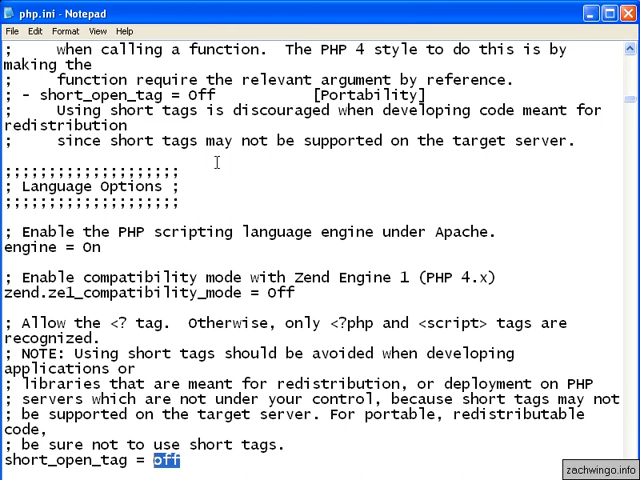 php.ini - Notepad
File Edit Format View Help
;     when calling a function.  The PHP 4 style to do this is by
making the
;     function require the relevant argument by reference.
; - short_open_tag = Off           [Portability]
;     Using short tags is discouraged when developing code meant for
redistribution
;     since short tags may not be supported on the target server.
;;;;;;;;;;;;;;;;;;;;
; Language Options ;
;;;;;;;;;;;;;;;;;;;;
; Enable the PHP scripting language engine under Apache.
engine = On
; Enable compatibility mode with Zend Engine 1 (PHP 4.x)
zend.ze1_compatibility_mode = Off
; Allow the <? tag.  Otherwise, only <?php and <script> tags are
recognized.
; NOTE: Using short tags should be avoided when developing
applications or
; libraries that are meant for redistribution, or deployment on PHP
; servers which are not under your control, because short tags may not
; be supported on the target server. For portable, redistributable
code,
; be sure not to use short tags.
short_open_tag = off
zachwingo.info